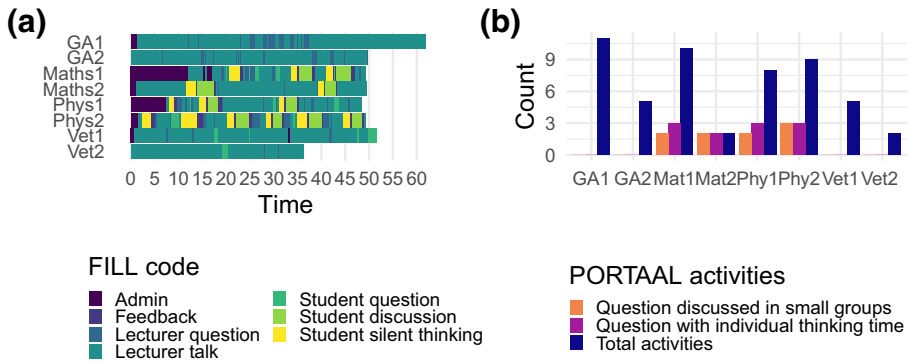 (a)
GA1
GA2
Maths1
Maths2
Phys1
Phys2
Vet1
Vet2
0 5 10 15 20 25 30 35 40 45 50 55 60
Time
FILL code
Admin
Feedback
Lecturer question
Lecturer talk
Student question
Student discussion
Student silent thinking
(b)
Count
9
6
3
0
GA1 GA2 Mat1 Mat2 Phy1 Phy2 Vet1 Vet2
PORTAAL activities
Question discussed in small groups
Question with individual thinking time
Total activities